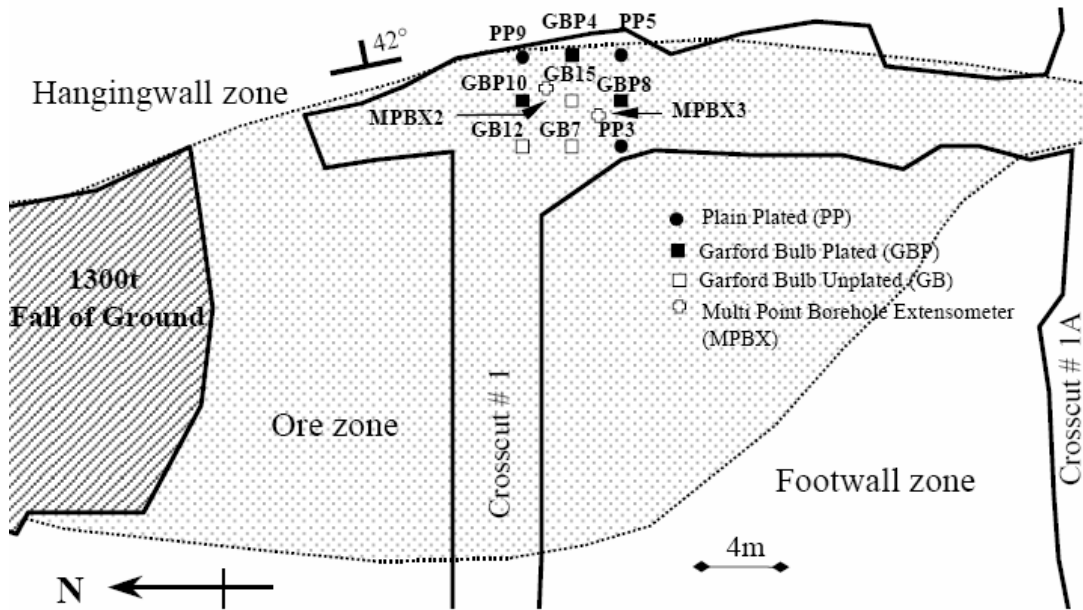 42°
PP9
GBP4
PP5
Hangingwall zone
GBP10
GB15
GBP8
MPBX2
MPBX3
GB12
GB7
PP3
Plain Plated (PP)
Garford Bulb Plated (GBP)
Garford Bulb Unplated (GB)
Multi Point Borehole Extensometer
(MPBX)
1300t
Fall of Ground
Ore zone
Crosscut # 1
Footwall zone
Crosscut # 1A
4m
N